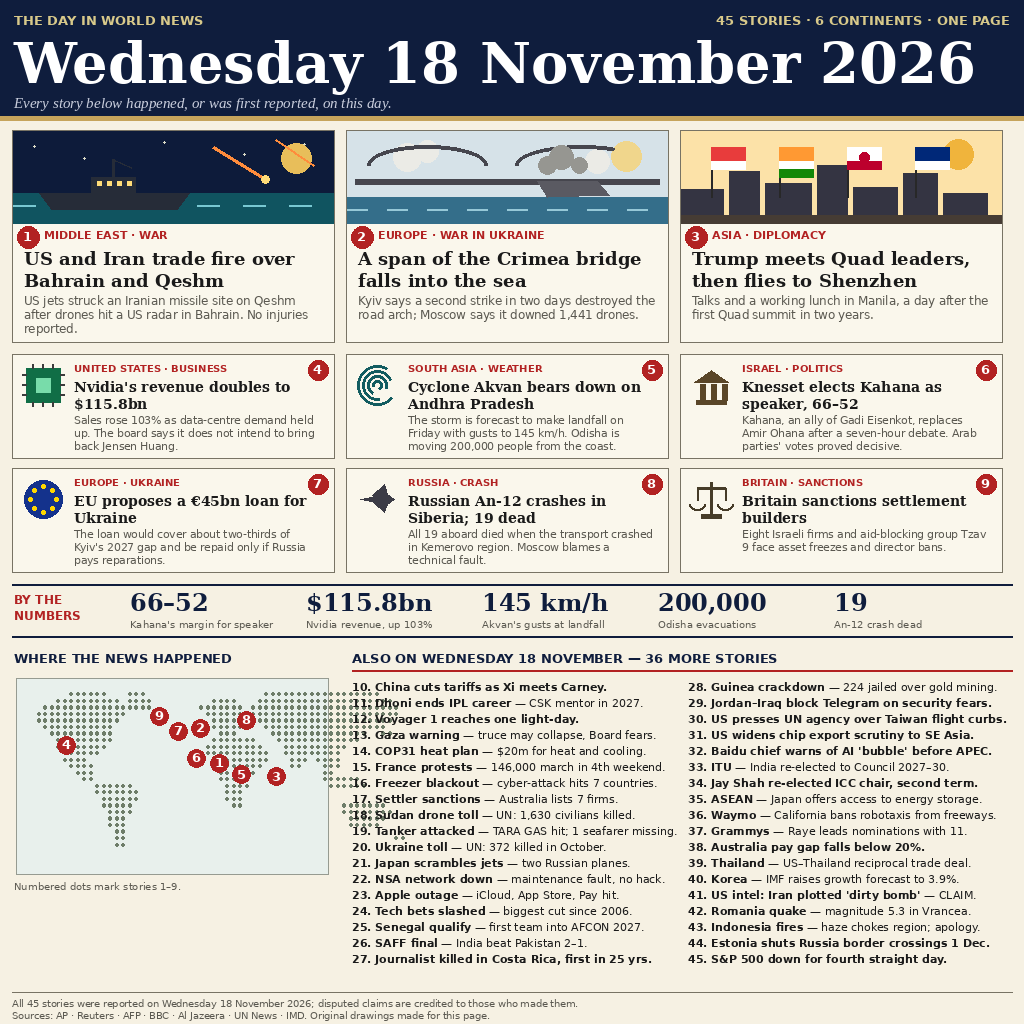 THE DAY IN WORLD NEWS
45 STORIES · 6 CONTINENTS · ONE PAGE
Wednesday 18 November 2026
Every story below happened, or was first reported, on this day.
1 MIDDLE EAST · WAR
US and Iran trade fire over
Bahrain and Qeshm
US jets struck an Iranian missile site on Qeshm
after drones hit a US radar in Bahrain. No injuries
reported.
2 EUROPE · WAR IN UKRAINE
A span of the Crimea bridge
falls into the sea
Kyiv says a second strike in two days destroyed the
road arch; Moscow says it downed 1,441 drones.
3 ASIA · DIPLOMACY
Trump meets Quad leaders,
then flies to Shenzhen
Talks and a working lunch in Manila, a day after the
first Quad summit in two years.
UNITED STATES · BUSINESS 4
Nvidia's revenue doubles to
$115.8bn
Sales rose 103% as data-centre demand held
up. The board says it does not intend to bring
back Jensen Huang.
SOUTH ASIA · WEATHER 5
Cyclone Akvan bears down on
Andhra Pradesh
The storm is forecast to make landfall on
Friday with gusts to 145 km/h. Odisha is
moving 200,000 people from the coast.
ISRAEL · POLITICS 6
Knesset elects Kahana as
speaker, 66–52
Kahana, an ally of Gadi Eisenkot, replaces
Amir Ohana after a seven-hour debate. Arab
parties' votes proved decisive.
EUROPE · UKRAINE 7
EU proposes a €45bn loan for
Ukraine
The loan would cover about two-thirds of
Kyiv's 2027 gap and be repaid only if Russia
pays reparations.
RUSSIA · CRASH 8
Russian An-12 crashes in
Siberia; 19 dead
All 19 aboard died when the transport crashed
in Kemerovo region. Moscow blames a
technical fault.
BRITAIN · SANCTIONS 9
Britain sanctions settlement
builders
Eight Israeli firms and aid-blocking group Tzav
9 face asset freezes and director bans.
BY THE
NUMBERS
66–52
Kahana's margin for speaker
$115.8bn
Nvidia revenue, up 103%
145 km/h
Akvan's gusts at landfall
200,000
Odisha evacuations
19
An-12 crash dead
WHERE THE NEWS HAPPENED
9
7
2
8
4
6
1
5
3
Numbered dots mark stories 1–9.
ALSO ON WEDNESDAY 18 NOVEMBER — 36 MORE STORIES
10. China cuts tariffs as Xi meets Carney.
11. Dhoni ends IPL career — CSK mentor in 2027.
12. Voyager 1 reaches one light-day.
13. Gaza warning — truce may collapse, Board fears.
14. COP31 heat plan — $20m for heat and cooling.
15. France protests — 146,000 march in 4th weekend.
16. Freezer blackout — cyber-attack hits 7 countries.
17. Settler sanctions — Australia lists 7 firms.
18. Sudan drone toll — UN: 1,630 civilians killed.
19. Tanker attacked — TARA GAS hit; 1 seafarer missing.
20. Ukraine toll — UN: 372 killed in October.
21. Japan scrambles jets — two Russian planes.
22. NSA network down — maintenance fault, no hack.
23. Apple outage — iCloud, App Store, Pay hit.
24. Tech bets slashed — biggest cut since 2006.
25. Senegal qualify — first team into AFCON 2027.
26. SAFF final — India beat Pakistan 2–1.
27. Journalist killed in Costa Rica, first in 25 yrs.
28. Guinea crackdown — 224 jailed over gold mining.
29. Jordan–Iraq block Telegram on security fears.
30. US presses UN agency over Taiwan flight curbs.
31. US widens chip export scrutiny to SE Asia.
32. Baidu chief warns of AI 'bubble' before APEC.
33. ITU — India re-elected to Council 2027–30.
34. Jay Shah re-elected ICC chair, second term.
35. ASEAN — Japan offers access to energy storage.
36. Waymo — California bans robotaxis from freeways.
37. Grammys — Raye leads nominations with 11.
38. Australia pay gap falls below 20%.
39. Thailand — US–Thailand reciprocal trade deal.
40. Korea — IMF raises growth forecast to 3.9%.
41. US intel: Iran plotted 'dirty bomb' — CLAIM.
42. Romania quake — magnitude 5.3 in Vrancea.
43. Indonesia fires — haze chokes region; apology.
44. Estonia shuts Russia border crossings 1 Dec.
45. S&P 500 down for fourth straight day.
All 45 stories were reported on Wednesday 18 November 2026; disputed claims are credited to those who made them.
Sources: AP · Reuters · AFP · BBC · Al Jazeera · UN News · IMD. Original drawings made for this page.